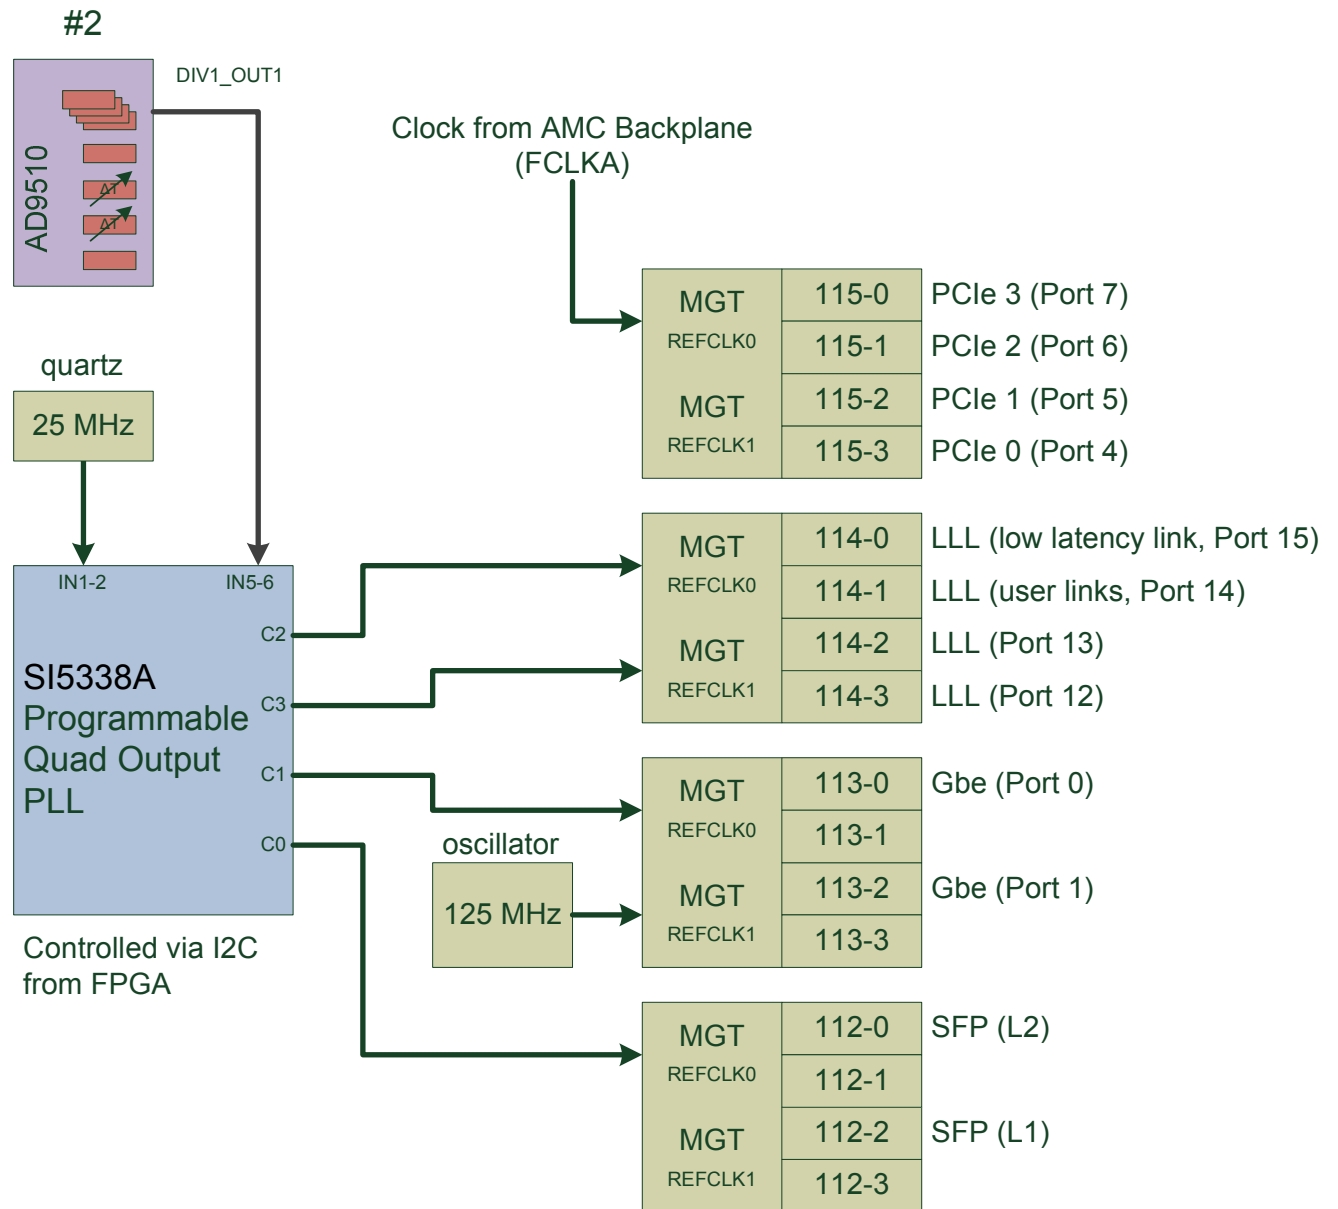 #2
DIV1_OUT1
AD9510
ΔT
ΔT
Clock from AMC Backplane
(FCLKA)
quartz
25 MHz
IN1-2
IN5-6
C2
C3
C1
C0
SI5338A
Programmable
Quad Output
PLL
Controlled via I2C
from FPGA
oscillator
125 MHz
MGT
REFCLK0
MGT
REFCLK1
115-0
PCIe 3 (Port 7)
115-1
PCIe 2 (Port 6)
115-2
PCIe 1 (Port 5)
115-3
PCIe 0 (Port 4)
MGT
REFCLK0
MGT
REFCLK1
114-0
LLL (low latency link, Port 15)
114-1
LLL (user links, Port 14)
114-2
LLL (Port 13)
114-3
LLL (Port 12)
MGT
REFCLK0
MGT
REFCLK1
113-0
Gbe (Port 0)
113-1
113-2
Gbe (Port 1)
113-3
MGT
REFCLK0
MGT
REFCLK1
112-0
SFP (L2)
112-1
112-2
SFP (L1)
112-3